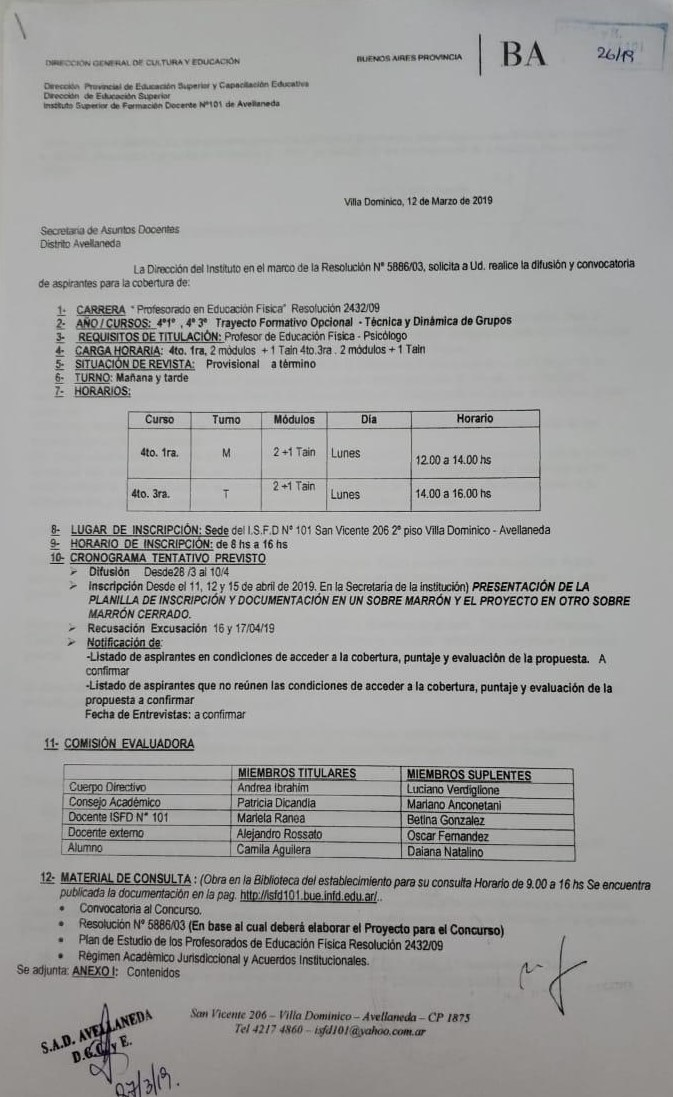 DIRECCIÓN GENERAL DE CULTURA Y EDUCACIÓN
BUENOS AIRES PROVINCIA
BA
26/19
Dirección Provincial de Educación Superior y Capacitación Educativa
Dirección de Educación Superior
Instituto Superior de Formación Docente Nº101 de Avellaneda
Villa Dominico, 12 de Marzo de 2019
Secretaria de Asuntos Docentes
Distrito Avellaneda
La Dirección del Instituto en el marco de la Resolución Nº 5886/03, solicita a Ud. realice la difusión y convocatoria
de aspirantes para la cobertura de:
1- CARRERA "Profesorado en Educación Física" Resolución 2432/09
2- AÑO / CURSOS: 4º1º , 4º 3º Trayecto Formativo Opcional - Técnica y Dinámica de Grupos
3- REQUISITOS DE TITULACIÓN: Profesor de Educación Física - Psicólogo
4- CARGA HORARIA: 4to. 1ra, 2 módulos + 1 Tain 4to.3ra . 2 módulos + 1 Tain
5- SITUACIÓN DE REVISTA: Provisional a término
6- TURNO: Mañana y tarde
7- HORARIOS:
Curso Turno Módulos Día Horario
4to. 1ra. M 2 +1 Tain Lunes 12.00 a 14.00 hs
4to. 3ra. T 2 +1 Tain Lunes 14.00 a 16.00 hs
8- LUGAR DE INSCRIPCIÓN: Sede del I.S.F.D Nº 101 San Vicente 206 2º piso Villa Dominico - Avellaneda
9- HORARIO DE INSCRIPCIÓN: de 8 hs a 16 hs
10- CRONOGRAMA TENTATIVO PREVISTO
➢ Difusión Desde28 /3 al 10/4
➢ Inscripción Desde el 11, 12 y 15 de abril de 2019. En la Secretaria de la institución) PRESENTACIÓN DE LA
PLANILLA DE INSCRIPCIÓN Y DOCUMENTACIÓN EN UN SOBRE MARRÓN Y EL PROYECTO EN OTRO SOBRE
MARRÓN CERRADO.
➢ Recusación Excusación 16 y 17/04/19
➢ Notificación de:
-Listado de aspirantes en condiciones de acceder a la cobertura, puntaje y evaluación de la propuesta. A
confirmar
-Listado de aspirantes que no reúnen las condiciones de acceder a la cobertura, puntaje y evaluación de la
propuesta a confirmar
Fecha de Entrevistas: a confirmar
11- COMISIÓN EVALUADORA
MIEMBROS TITULARES MIEMBROS SUPLENTES
Cuerpo Directivo Andrea Ibrahim Luciano Verdiglione
Consejo Académico Patricia Dicandia Mariano Anconetani
Docente ISFD Nº 101 Mariela Ranea Betina Gonzalez
Docente externo Alejandro Rossato Oscar Fernandez
Alumno Camila Aguilera Daiana Natalino
12- MATERIAL DE CONSULTA : (Obra en la Biblioteca del establecimiento para su consulta Horario de 9.00 a 16 hs Se encuentra
publicada la documentación en la pag. http://isfd101.bue.infd.edu.ar/..
• Convocatoria al Concurso.
• Resolución Nº 5886/03 (En base al cual deberá elaborar el Proyecto para el Concurso)
• Plan de Estudio de los Profesorados de Educación Física Resolución 2432/09
• Régimen Académico Jurisdiccional y Acuerdos Institucionales.
Se adjunta: ANEXO I: Contenidos
San Vicente 206 – Villa Dominico – Avellaneda – CP 1875
Tel 4217 4860 – isfd101@yahoo.com.ar
S.A.D. AVELLANEDA
D.G.C. y E.
27/3/19.